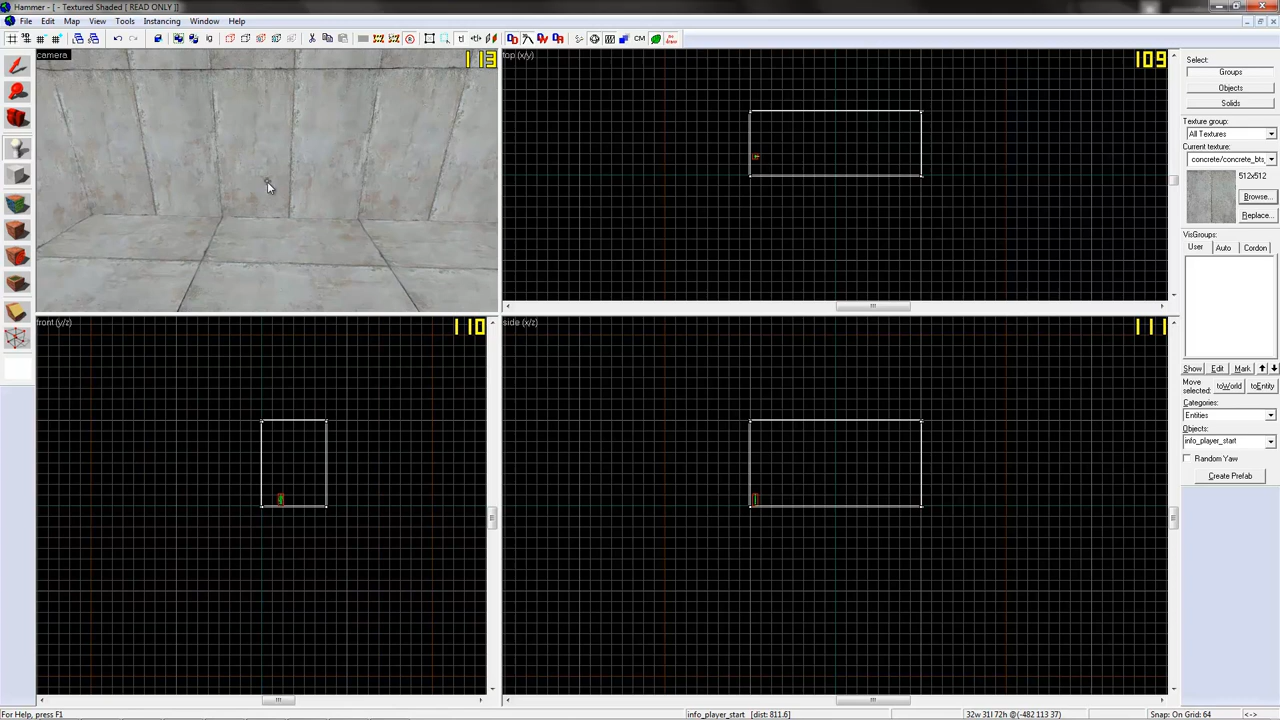 Hammer - [ - Textured Shaded [ READ ONLY ]]
File Edit Map View Tools Instancing Window Help
CM
camera
113
top (x/y)
109
front (y/z)
110
side (x/z)
111
Select:
Groups
Objects
Solids
Texture group:
All Textures
Current texture:
concrete/concrete_bts_
512x512
Browse...
Replace...
VisGroups:
User Auto Cordon
Show Edit Mark
Move selected: toWorld toEntity
Categories:
Entities
Objects:
info_player_start
Random Yaw
Create Prefab
For Help, press F1
info_player_start [dist: 811.6]
32w 31l 72h @(-482 113 37)
Snap: On Grid: 64
<->